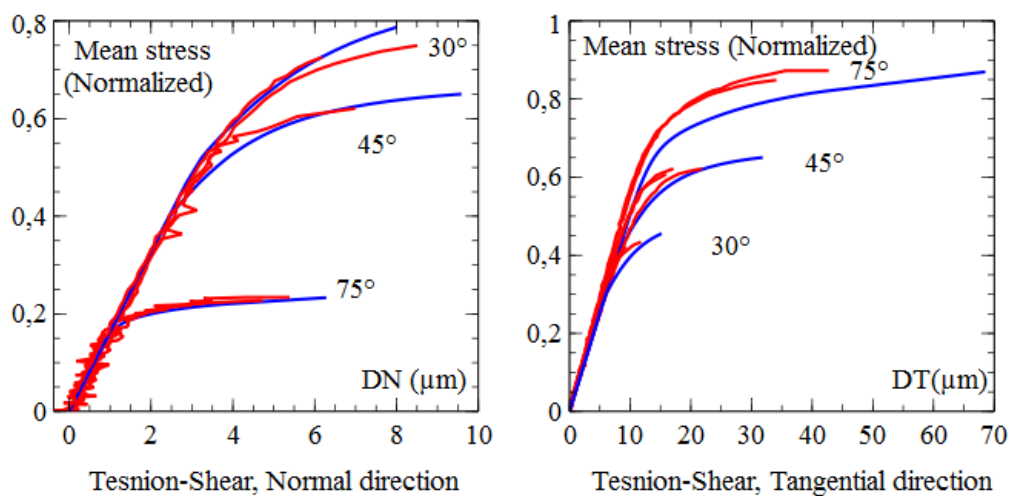 0,8
Mean stress
(Normalized)
30°
0,6
45°
0,4
75°
0,2
DN (µm)
0
0 2 4 6 8 10
Tesnion-Shear, Normal direction
1
Mean stress (Normalized)
75°
0,8
0,6
45°
0,4
30°
0,2
DT(µm)
0
0 10 20 30 40 50 60 70
Tesnion-Shear, Tangential direction